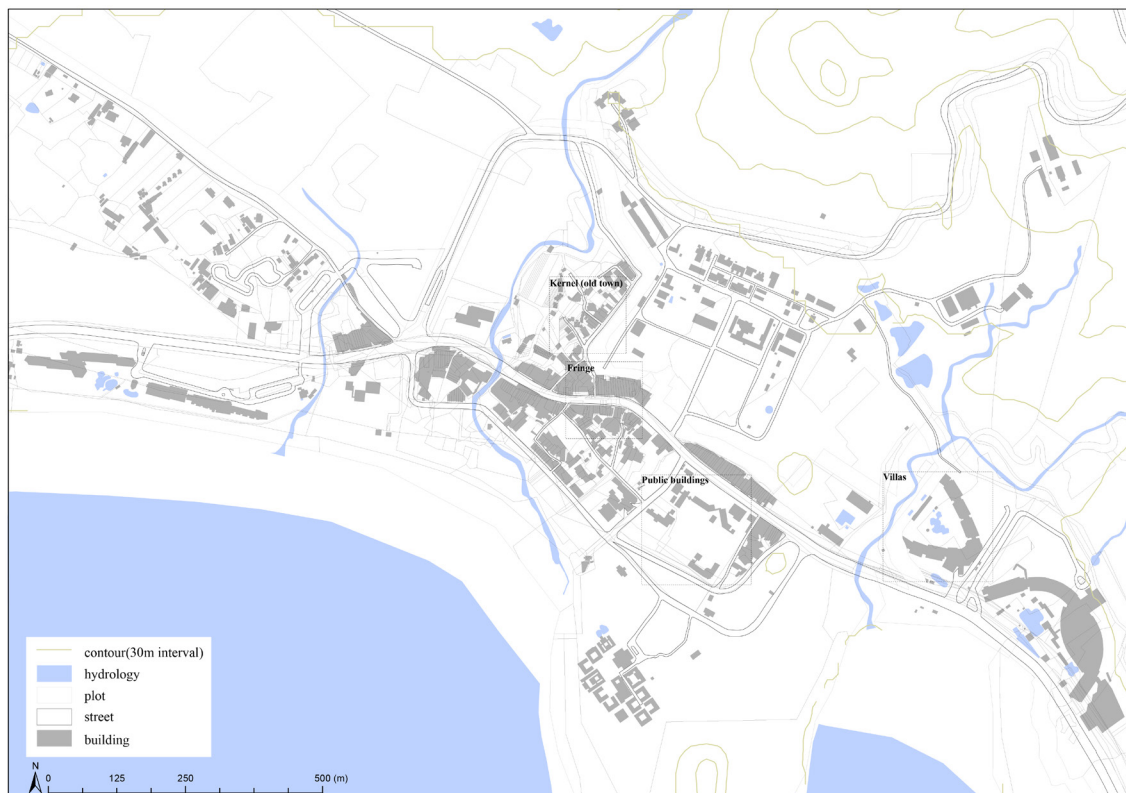 Kernel (old town)
Fringe
Public buildings
Villas
contour(30m interval)
hydrology
plot
street
building
N
0 125 250 500 (m)